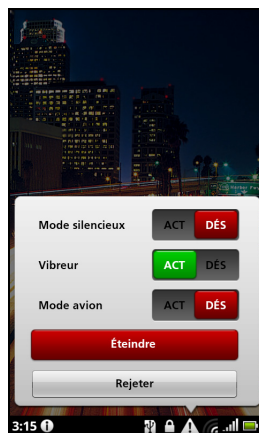 Mode silencieux ACT DÉS
Vibreur ACT DÉS
Mode avion ACT DÉS
Éteindre
Rejeter
3:15